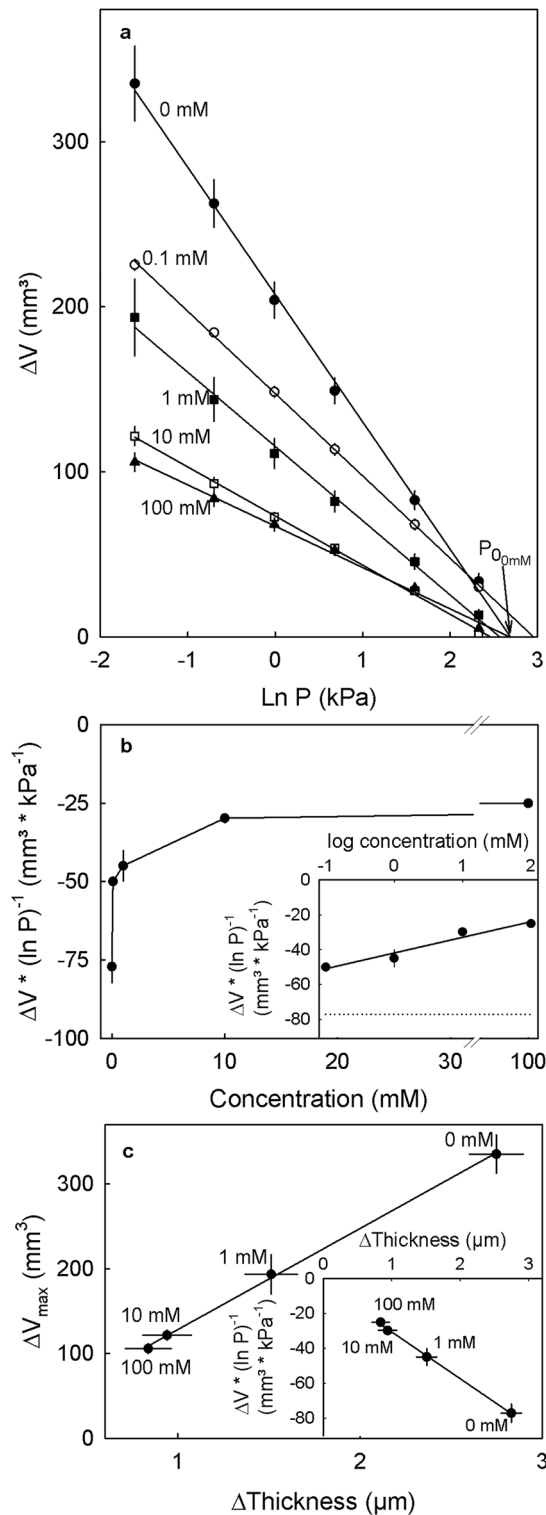 a
300
200
100
0
ΔV (mm³)
0 mM
0.1 mM
1 mM
10 mM
100 mM
P0 0mM
-2 -1 0 1 2 3
Ln P (kPa)
b
0
-25
-50
-75
-100
ΔV * (ln P)-1 (mm³ * kPa-1)
log concentration (mM)
-1 0 1 2
0
-20
-40
-60
-80
ΔV * (ln P)-1
(mm³ * kPa-1)
0 10 20 30 100
Concentration (mM)
c
300
200
100
0
ΔVmax (mm3)
0 mM
1 mM
10 mM
100 mM
ΔThickness (µm)
0 1 2 3
0
-20
-40
-60
-80
ΔV * (ln P)-1
(mm³ * kPa-1)
100 mM
10 mM
1 mM
0 mM
1 2 3
ΔThickness (µm)